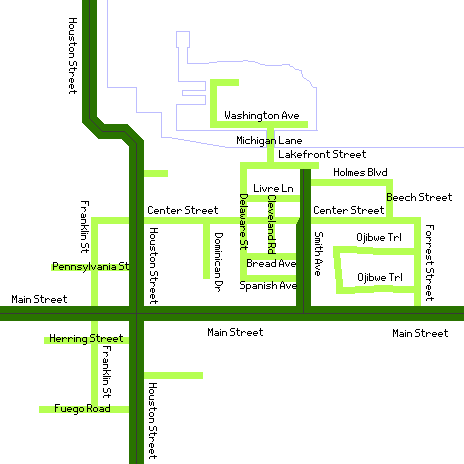 Houston Street
Washington Ave
Michigan Lane
Lakefront Street
Holmes Blvd
Livre Ln
Beech Street
Franklin St
Center Street
Delaware St
Cleveland Rd
Center Street
Houston Street
Dominican Dr
Smith Ave
Ojibwe Trl
Forrest Street
Pennsylvania St
Bread Ave
Ojibwe Trl
Spanish Ave
Main Street
Main Street
Main Street
Herring Street
Franklin St
Houston Street
Fuego Road